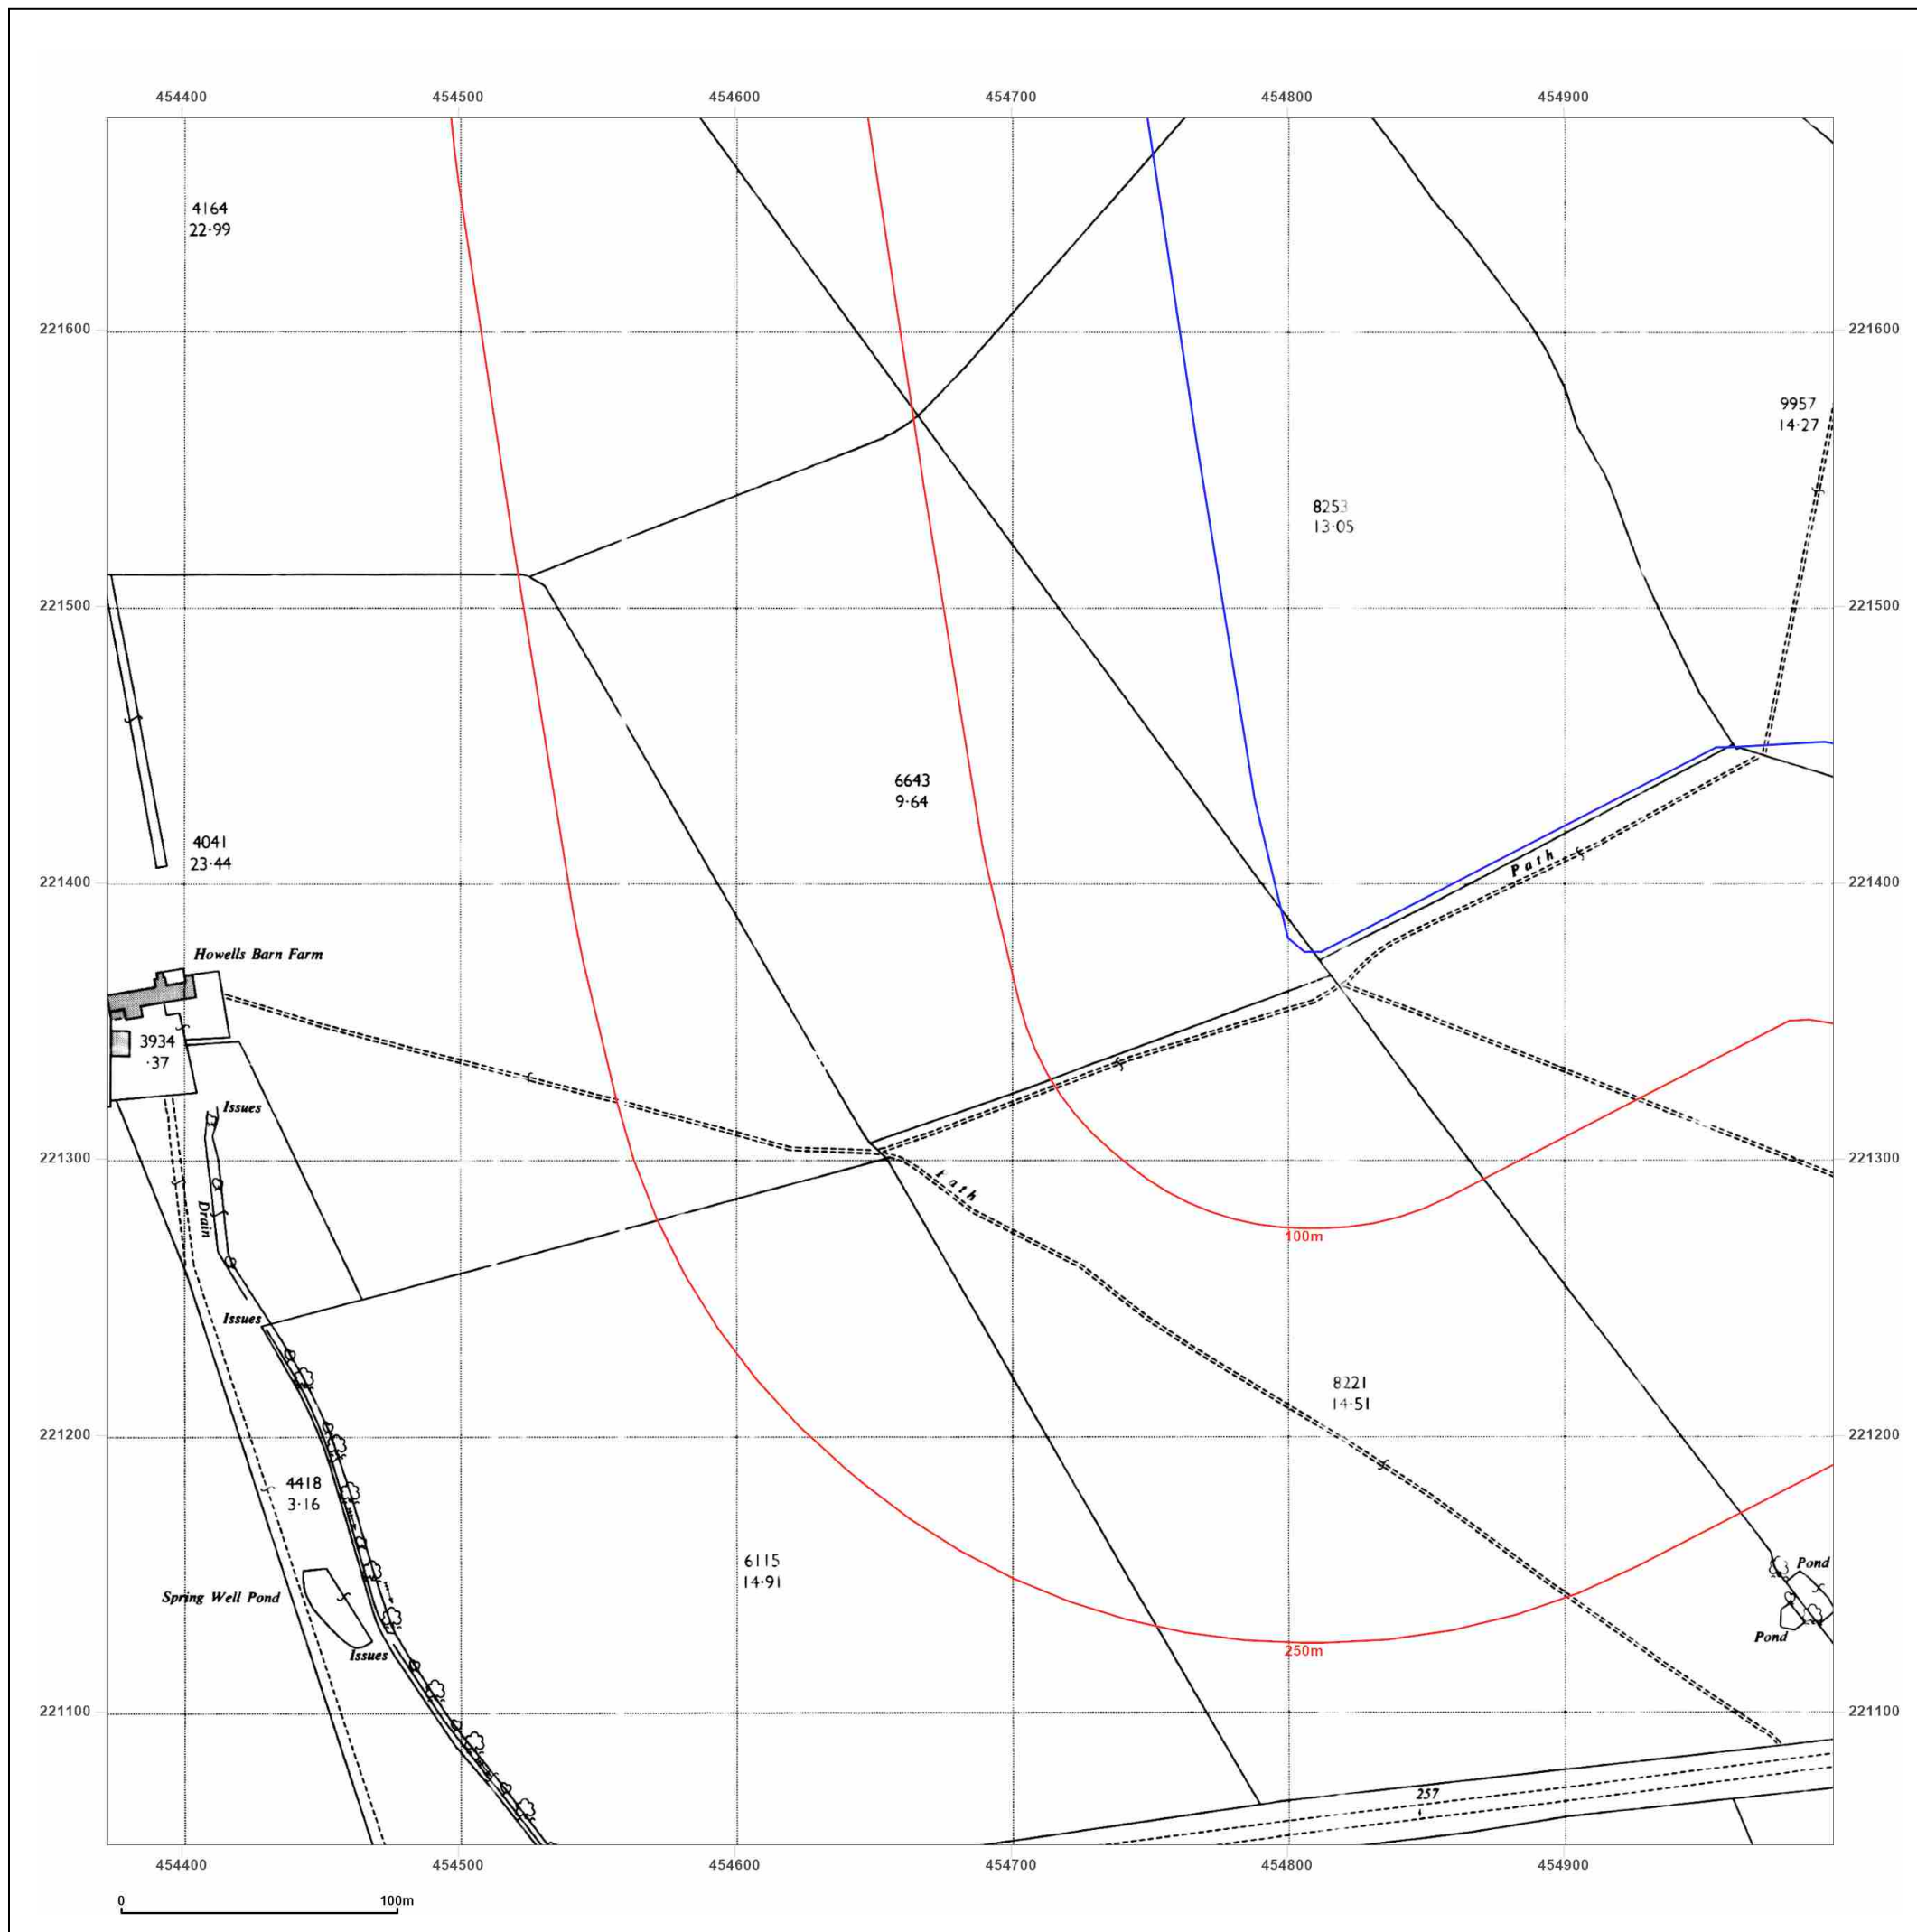 454400 454500 454600 454700 454800 454900
4164
22·99
221600 221600
9957
14·27
8253
13·05
221500 221500
6643
9·64
4041
23·44
Path
221400 221400
Howells Barn Farm
3934
·37
Issues
221300 221300
Path
Drain
100m
Issues
8221
14·51
221200 221200
4418
3·16
6115
14·91
Pond
Spring Well Pond
Pond
Issues
250m
221100 221100
257
454400 454500 454600 454700 454800 454900
0 100m